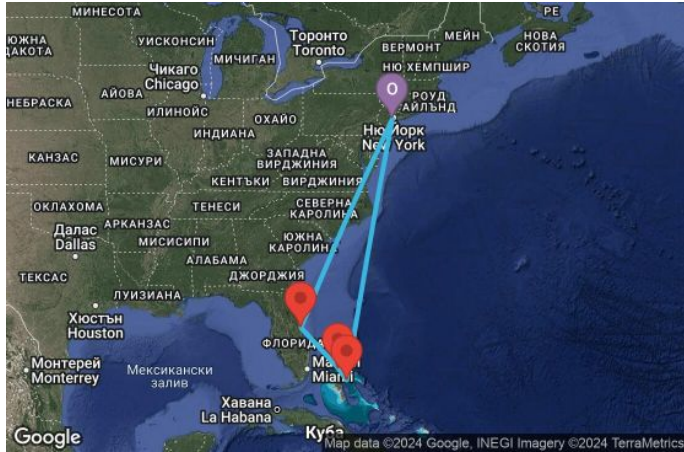 МИНЕСОТА
РЕ
НА
ДАКОТА
УИСКОНСИН
Торонто
Toronto
МЕЙН
НОВА
СКОТИЯ
ВЕРМОНТ
МИЧИГАН
НЮ ХЕМПШИР
Чикаго
Chicago
НЕБРАСКА
АЙОВА
O
РОУД
АЙЛЪНД
ИЛИНОЙС
ОХАЙО
ИНДИАНА
Ню Йорк
New York
КАНЗАС
МИСУРИ
ЗАПАДНА
ВИРДЖИНИЯ
КЕНТЪКИ
ВИРДЖИНИЯ
ОКЛАХОМА
ТЕНЕСИ
СЕВЕРНА
КАРОЛИНА
АРКАНЗАС
Далас
Dallas
МИСИСИПИ
ЮЖНА
КАРОЛИНА
АЛАБАМА
ДЖОРДЖИЯ
ТЕКСАС
ЛУИЗИАНА
Хюстън
Houston
ФЛОРИДА
Монтерей
Monterrey
Мексикански
залив
Miami
Хавана
La Habana
Куба
Google
Map data ©2024 Google, INEGI Imagery ©2024 TerraMetrics